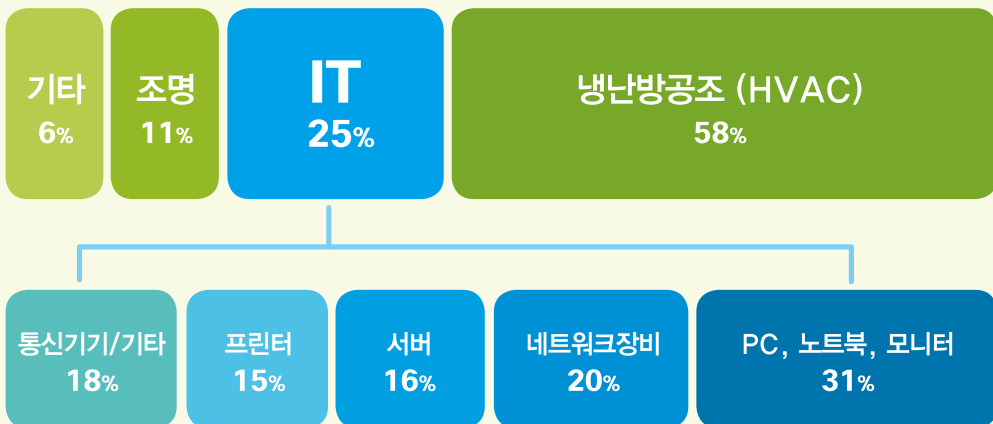 기타
6%
조명
11%
IT
25%
냉난방공조 (HVAC)
58%
통신기기/기타
18%
프린터
15%
서버
16%
네트워크장비
20%
PC, 노트북, 모니터
31%